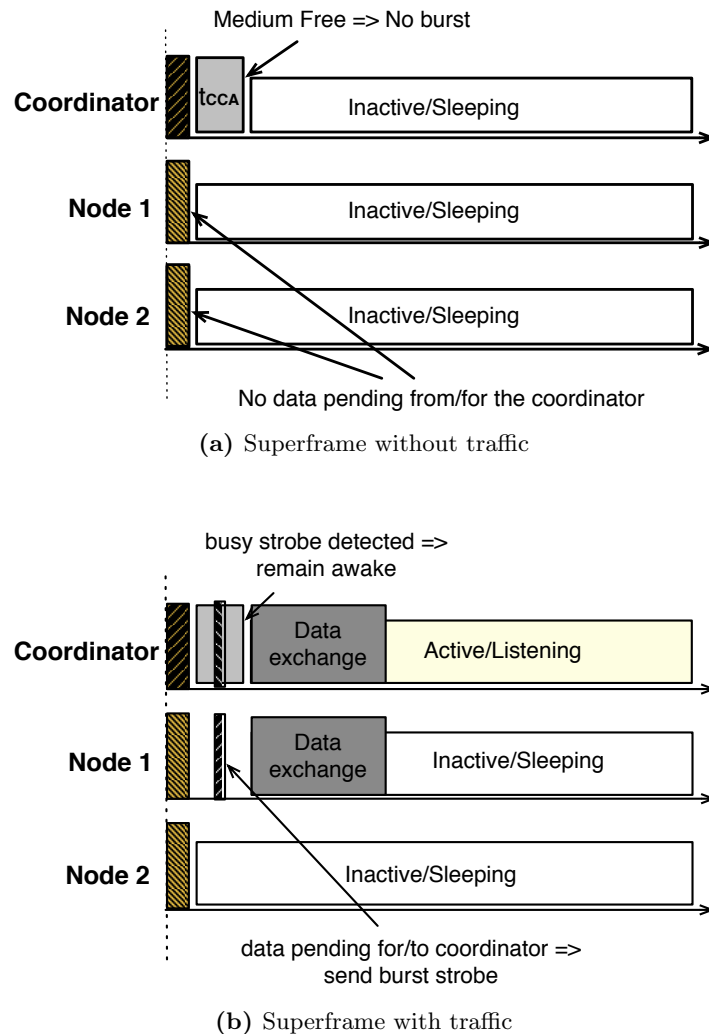 Medium Free => No burst
Coordinator
tCCA
Inactive/Sleeping
Node 1
Inactive/Sleeping
Node 2
Inactive/Sleeping
No data pending from/for the coordinator
(a) Superframe without traffic
busy strobe detected =>
remain awake
Coordinator
Data
exchange
Active/Listening
Node 1
Data
exchange
Inactive/Sleeping
Node 2
Inactive/Sleeping
data pending for/to coordinator =>
send burst strobe
(b) Superframe with traffic